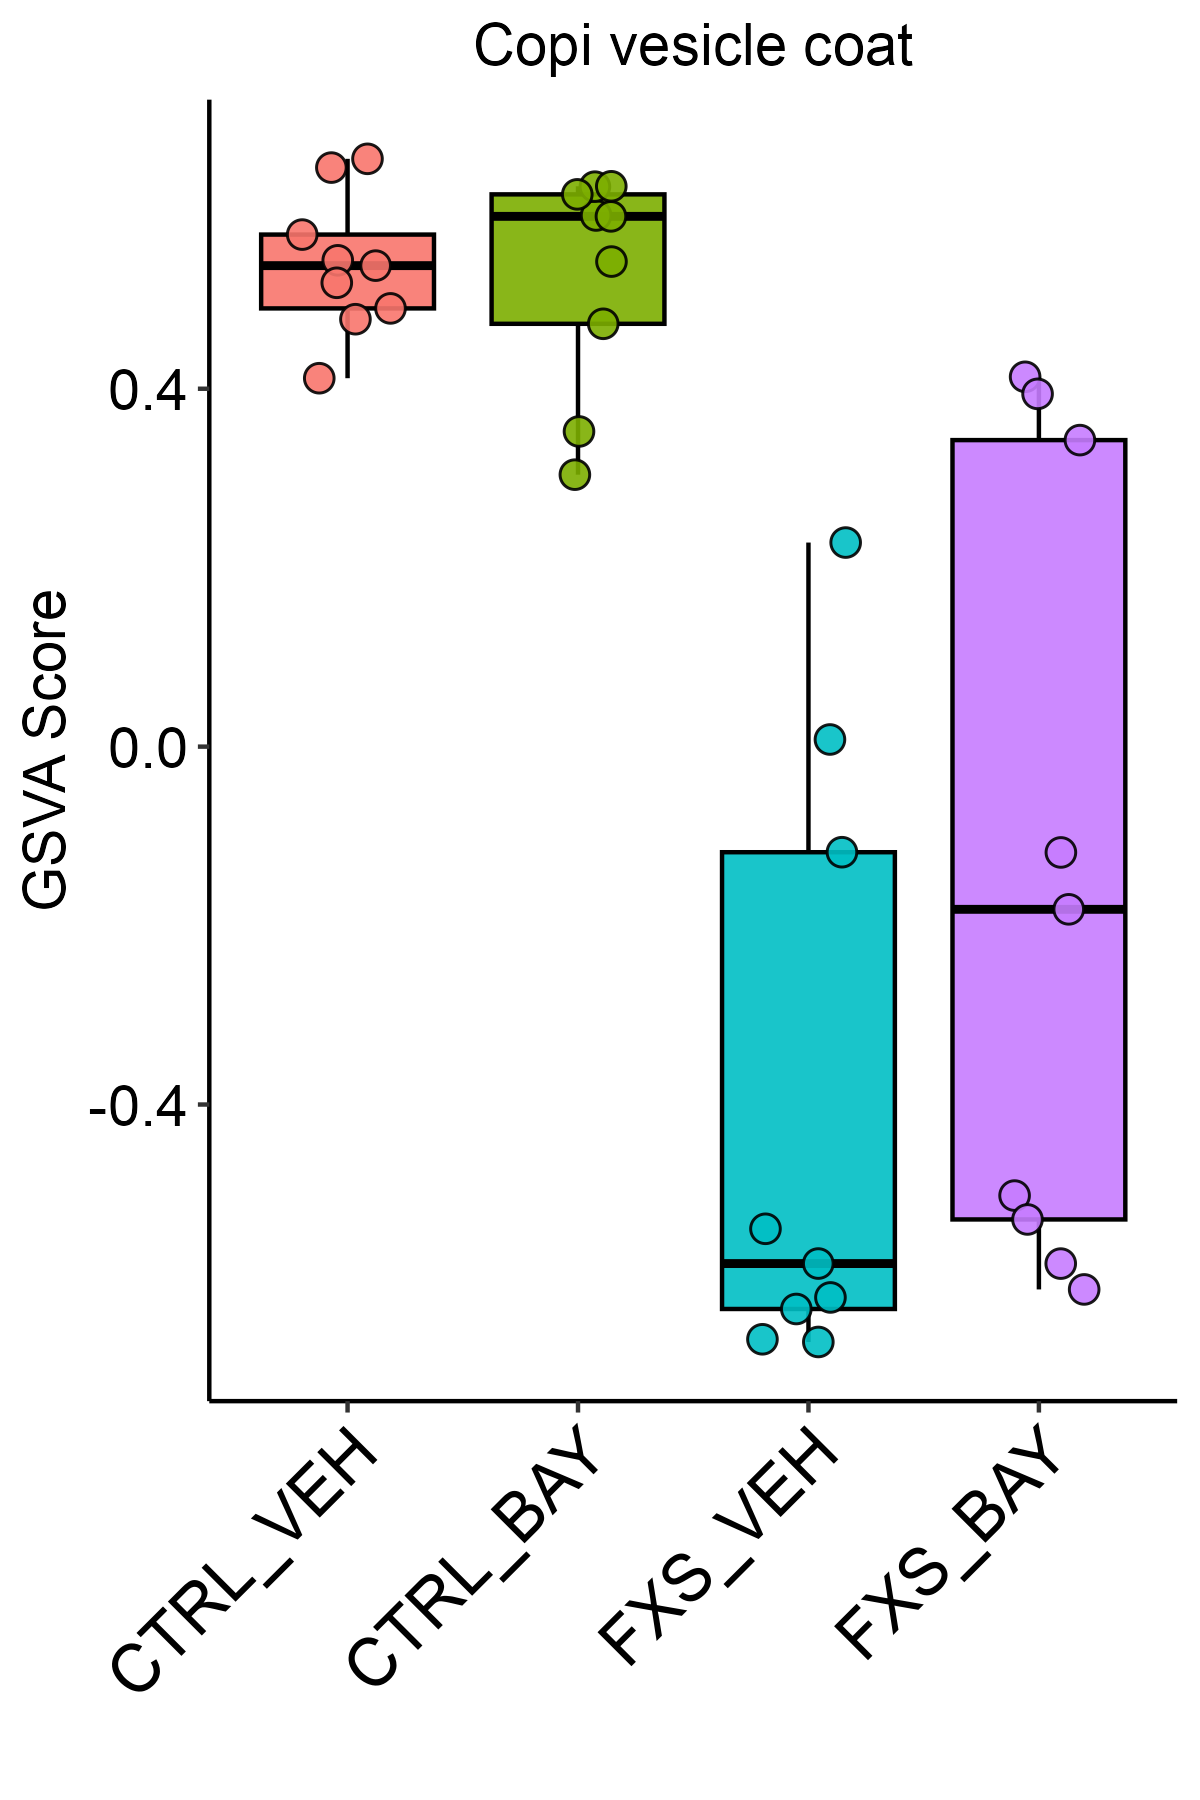 Copi vesicle coat
GSVA Score
0.4
0.0
-0.4
CTRL_VEH
CTRL_BAY
FXS_VEH
FXS_BAY